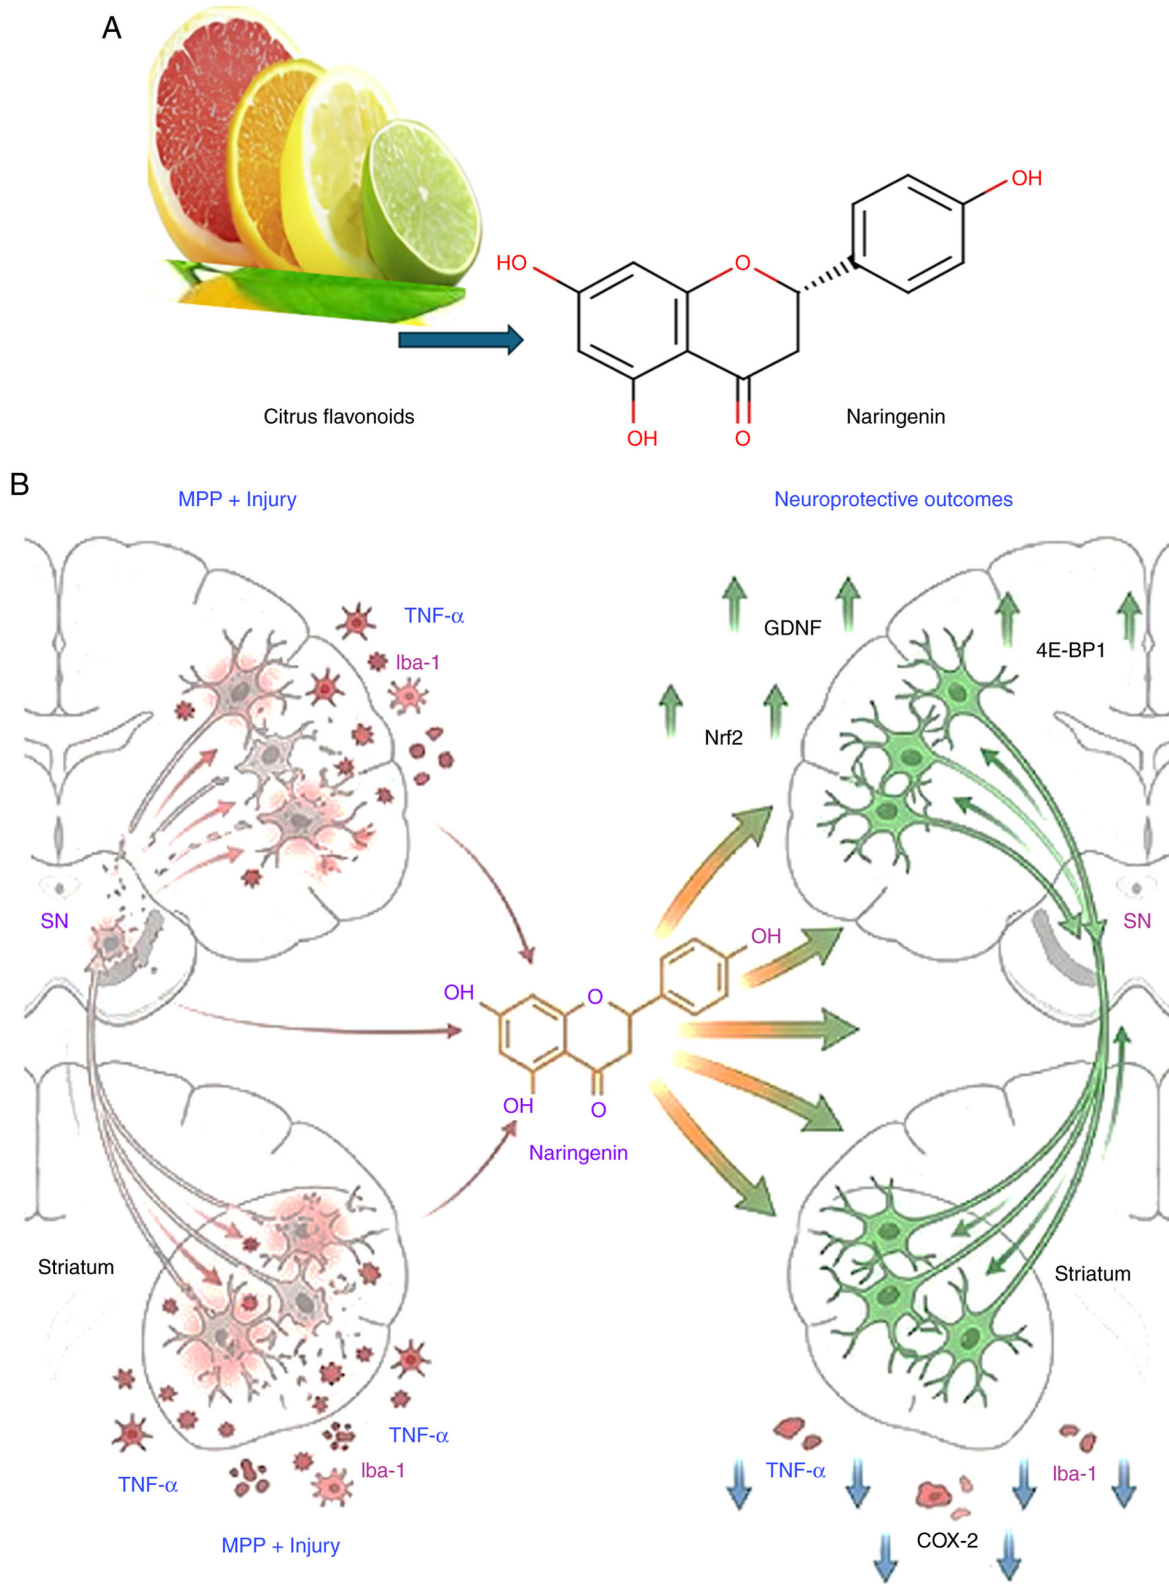 A
OH
HO
O
OH
O
Citrus flavonoids
Naringenin
B
MPP + Injury
Neuroprotective outcomes
TNF-α
Iba-1
GDNF
4E-BP1
Nrf2
SN
SN
OH
OH
O
OH
O
Naringenin
Striatum
Striatum
TNF-α
Iba-1
TNF-α
MPP + Injury
TNF-α
Iba-1
COX-2